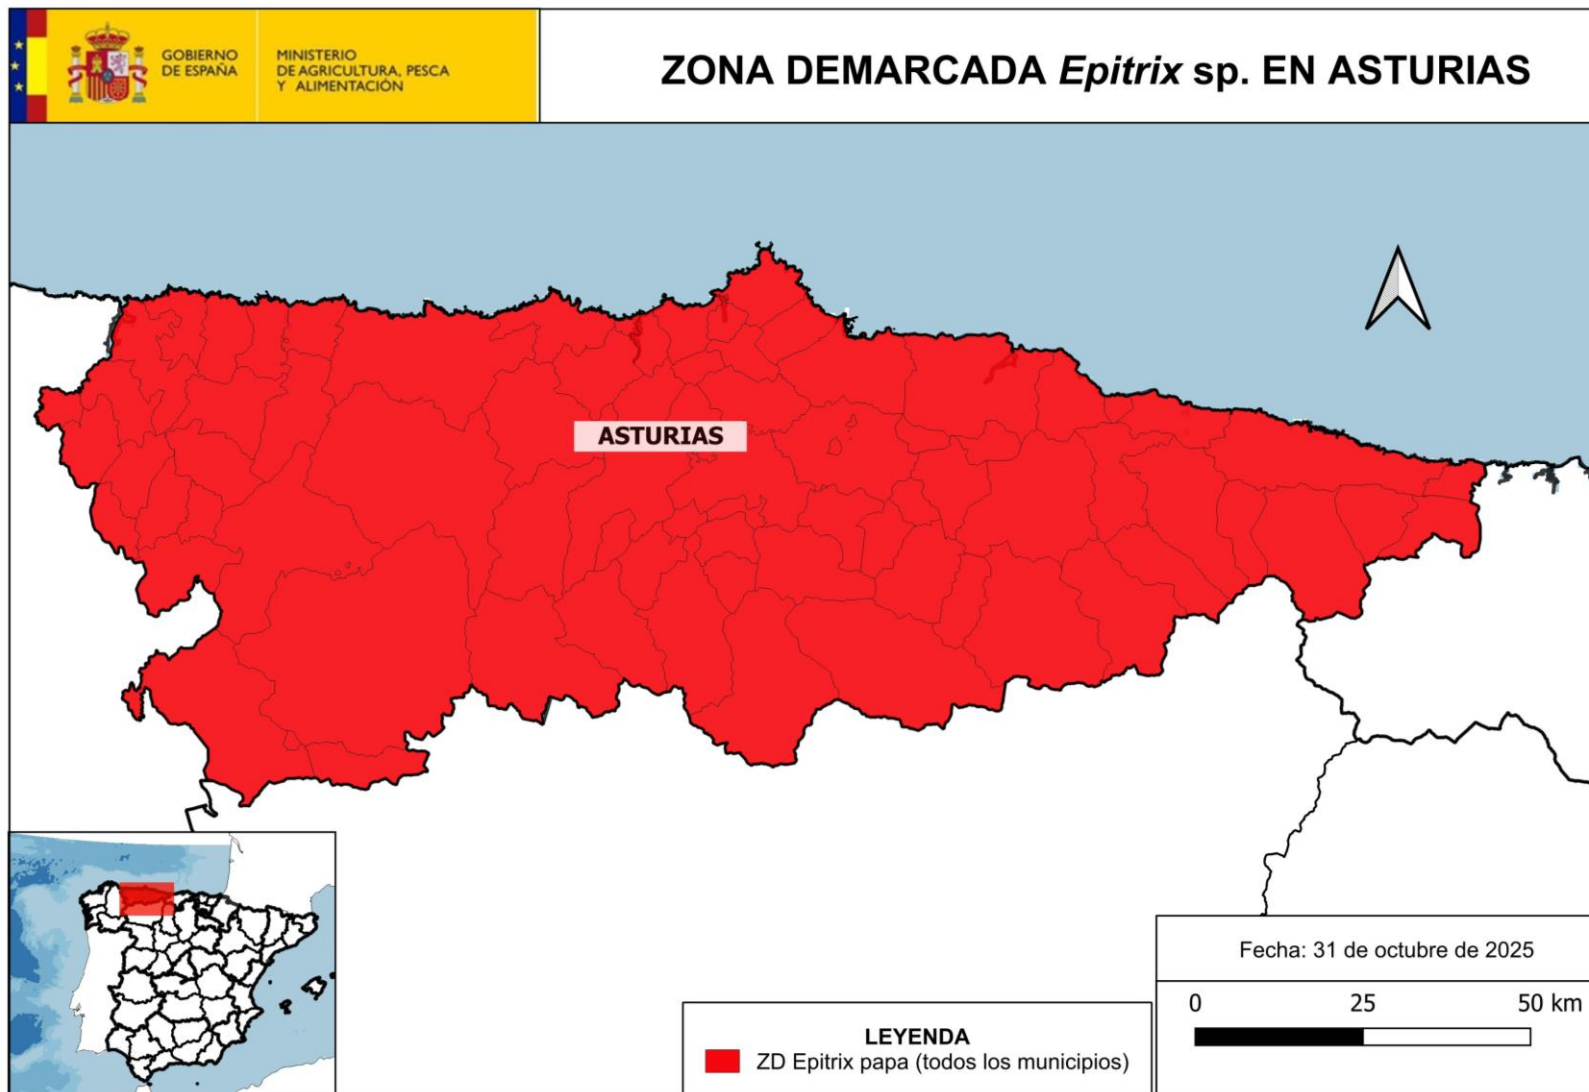 GOBIERNO
DE ESPAÑA
MINISTERIO
DE AGRICULTURA, PESCA
Y ALIMENTACIÓN
ZONA DEMARCADA Epitrix sp. EN ASTURIAS
ASTURIAS
Fecha: 31 de octubre de 2025
0 25 50 km
LEYENDA
ZD Epitrix papa (todos los municipios)